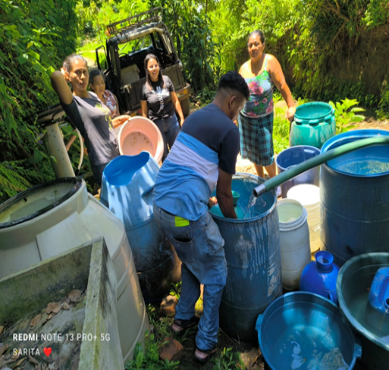 REDMI NOTE 13 PRO+ 5G
SARITA ❤️